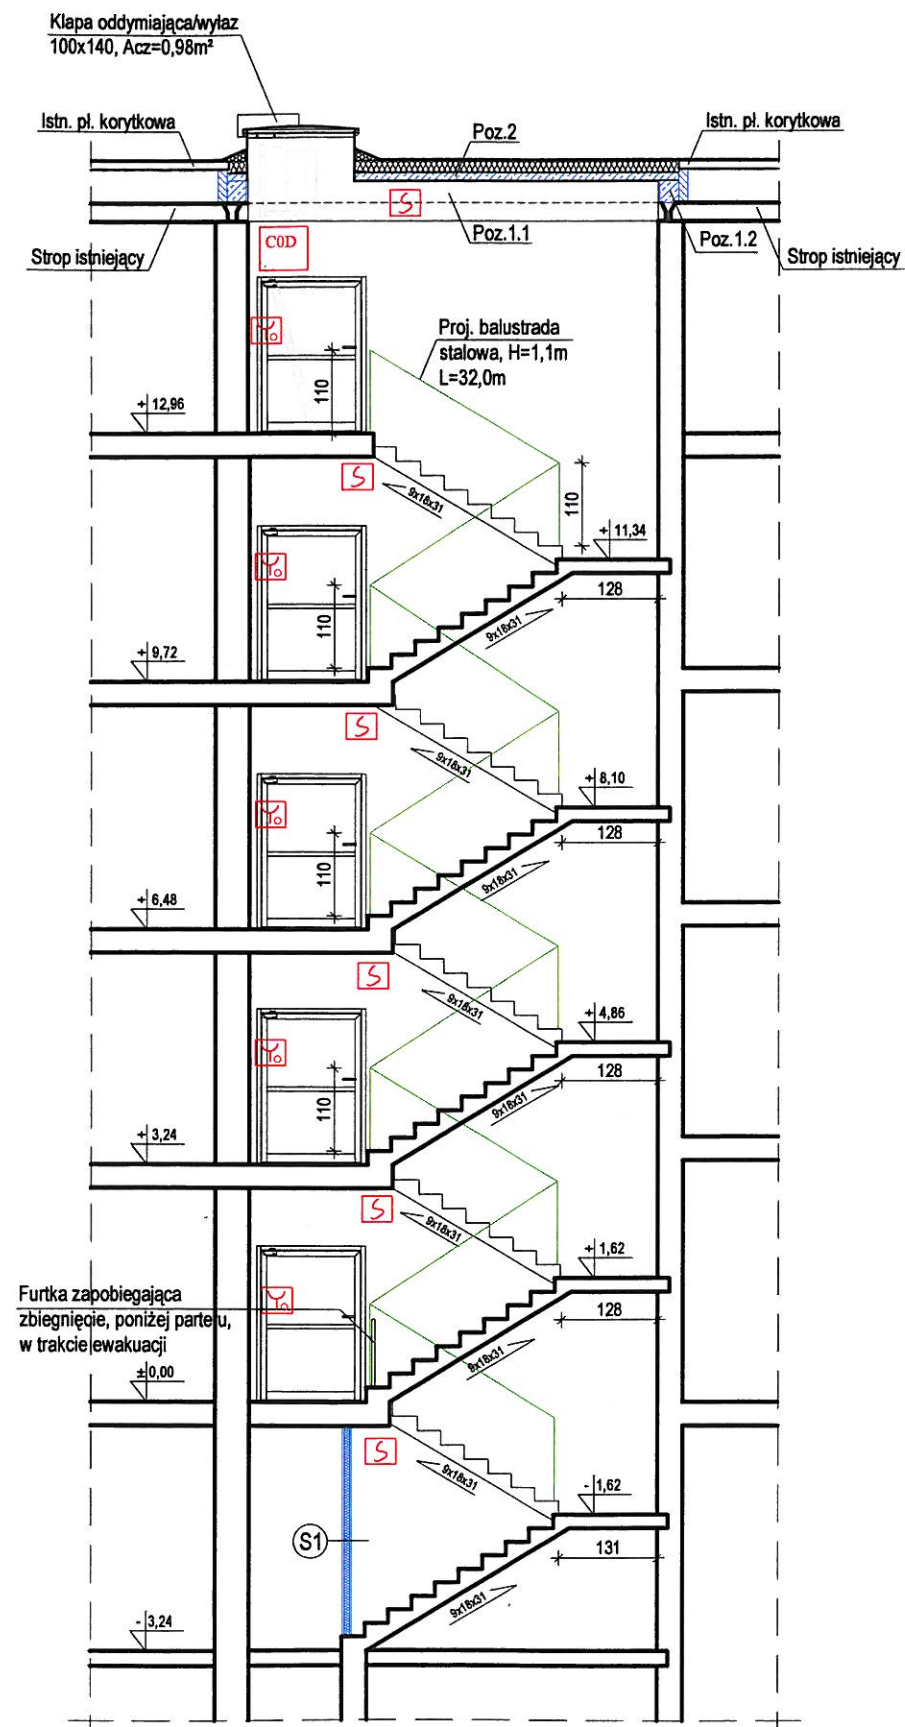 Klapa oddymiająca/wyłaz
100x140, Acz=0,98m²
Istn. pł. korytkowa
Istn. pł. korytkowa
Poz.2
S
Poz.1.1
Poz.1.2
C0D
Strop istniejący
Strop istniejący
Proj. balustrada
stalowa, H=1,1m
L=32,0m
110
+ 12,96
S
9x18x31
110
+ 11,34
128
110
9x18x31
+ 9,72
S
9x18x31
+ 8,10
128
110
9x18x31
+ 6,48
S
9x18x31
+ 4,86
128
110
9x18x31
+ 3,24
S
9x18x31
+ 1,62
128
Furtka zapobiegająca
zbiegnięcie, poniżej parteru,
w trakcie ewakuacji
9x18x31
± 0,00
S
9x18x31
- 1,62
S1
131
9x18x31
- 3,24